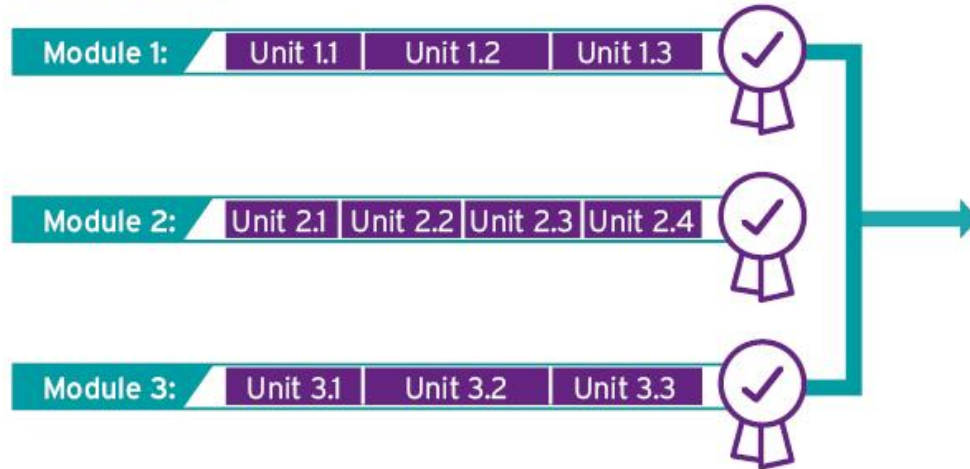 Module 1: Unit 1.1 Unit 1.2 Unit 1.3
Module 2: Unit 2.1 Unit 2.2 Unit 2.3 Unit 2.4
Module 3: Unit 3.1 Unit 3.2 Unit 3.3